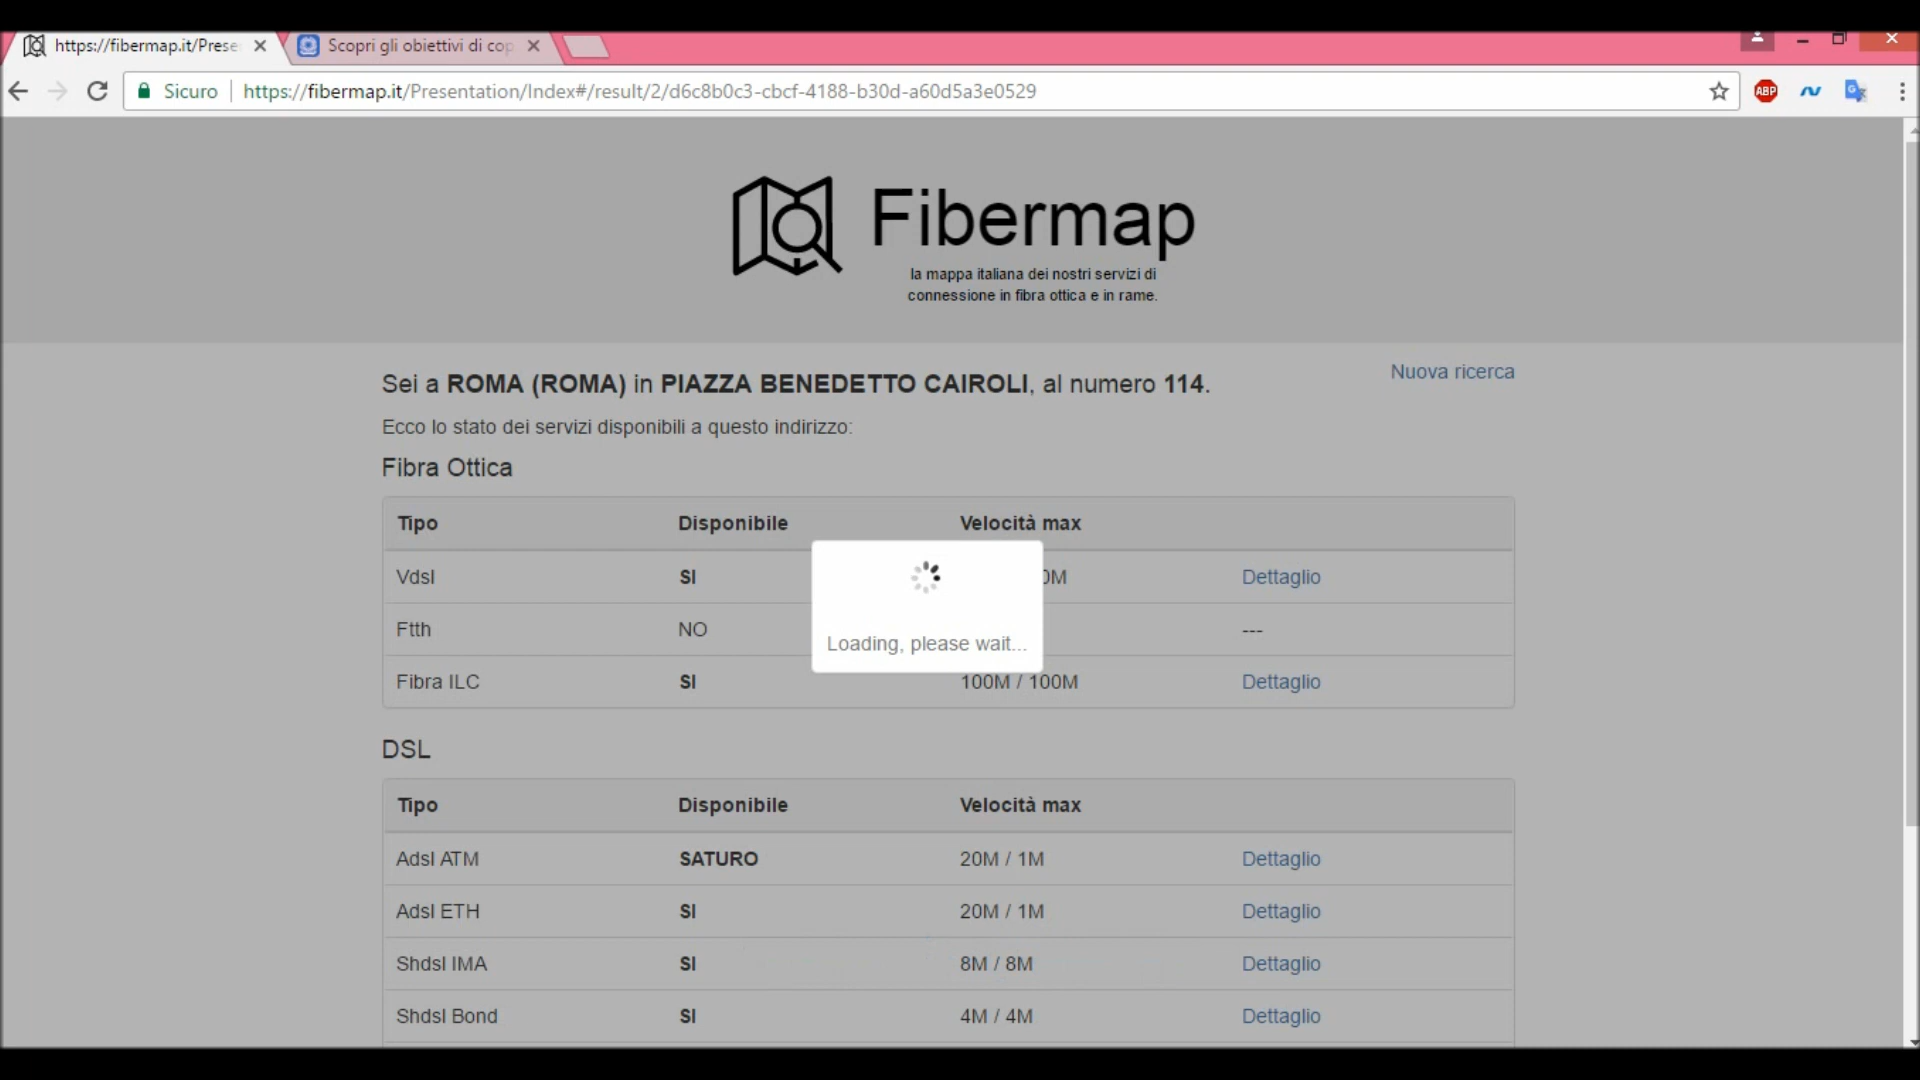 https://fibermap.it/Prese
Scopri gli obiettivi di cop
Sicuro
https://fibermap.it/Presentation/Index#/result/2/d6c8b0c3-cbcf-4188-b30d-a60d5a3e0529
ABP
Fibermap
la mappa italiana dei nostri servizi di
connessione in fibra ottica e in rame.
Sei a ROMA (ROMA) in PIAZZA BENEDETTO CAIROLI, al numero 114.
Nuova ricerca
Ecco lo stato dei servizi disponibili a questo indirizzo:
Fibra Ottica
Tipo Disponibile Velocità max
Vdsl SI Dettaglio
Ftth NO ---
Loading, please wait...
Fibra ILC SI 100M / 100M Dettaglio
DSL
Tipo Disponibile Velocità max
Adsl ATM SATURO 20M / 1M Dettaglio
Adsl ETH SI 20M / 1M Dettaglio
Shdsl IMA SI 8M / 8M Dettaglio
Shdsl Bond SI 4M / 4M Dettaglio